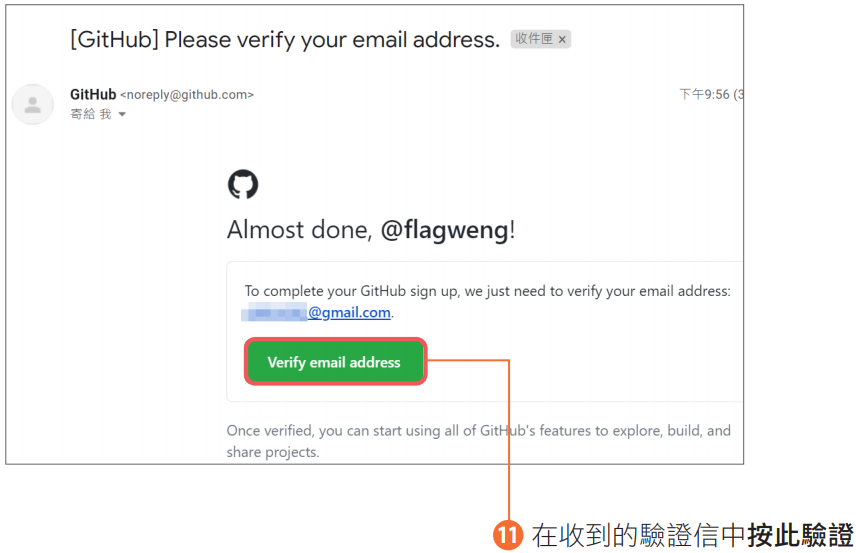 [GitHub] Please verify your email address. 收件匣 ×
GitHub <noreply@github.com> 下午9:56 (3
寄給 我
Almost done, @flagweng!
To complete your GitHub sign up, we just need to verify your email address:
@gmail.com.
Verify email address
Once verified, you can start using all of GitHub's features to explore, build, and
share projects.
11 在收到的驗證信中按此驗證